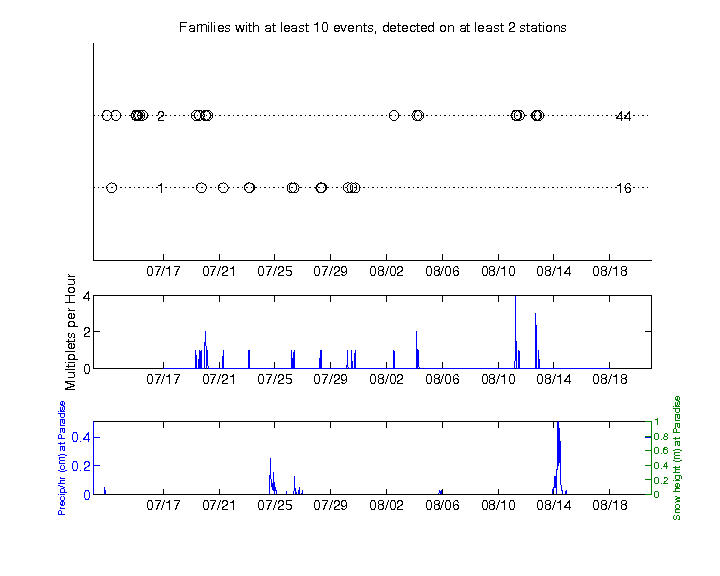 Families with at least 10 events, detected on at least 2 stations
2 44
1 16
07/17 07/21 07/25 07/29 08/02 08/06 08/10 08/14 08/18
Multiplets per Hour
4
2
0
07/17 07/21 07/25 07/29 08/02 08/06 08/10 08/14 08/18
Precip/hr (cm) at Paradise
0.4
0.2
0
1
0.8
0.6
0.4
0.2
0
Snow height (m) at Paradise
07/17 07/21 07/25 07/29 08/02 08/06 08/10 08/14 08/18